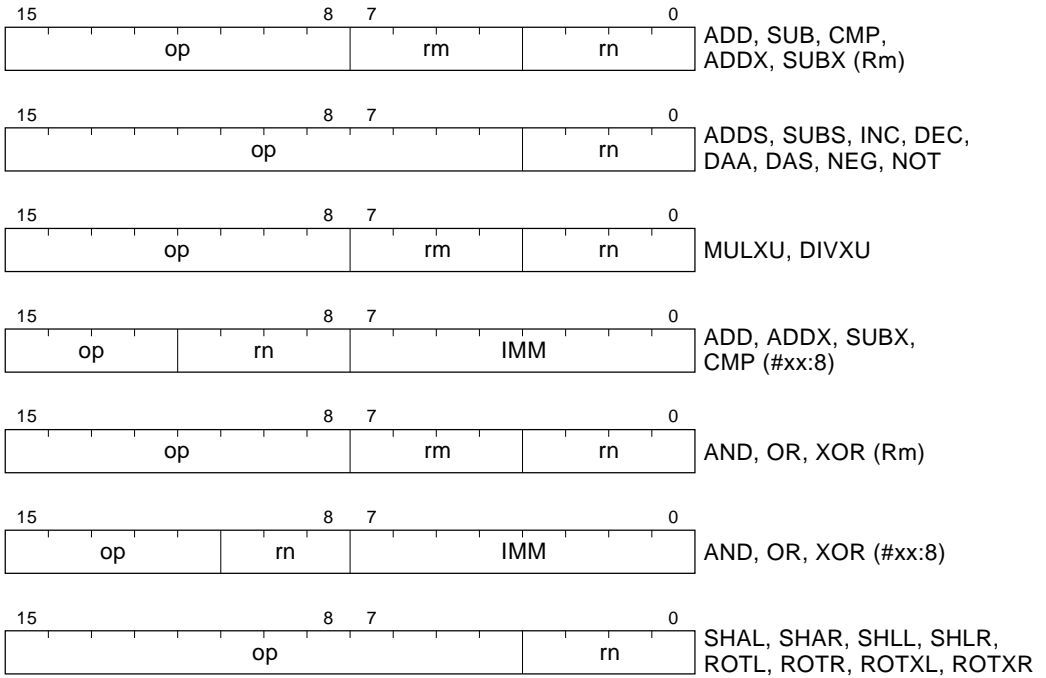 15 8 7 0
op rm rn ADD, SUB, CMP,
ADDX, SUBX (Rm)
15 8 7 0
op rn ADDS, SUBS, INC, DEC,
DAA, DAS, NEG, NOT
15 8 7 0
op rm rn MULXU, DIVXU
15 8 7 0
op rn IMM ADD, ADDX, SUBX,
CMP (#xx:8)
15 8 7 0
op rm rn AND, OR, XOR (Rm)
15 8 7 0
op rn IMM AND, OR, XOR (#xx:8)
15 8 7 0
op rn SHAL, SHAR, SHLL, SHLR,
ROTL, ROTR, ROTXL, ROTXR